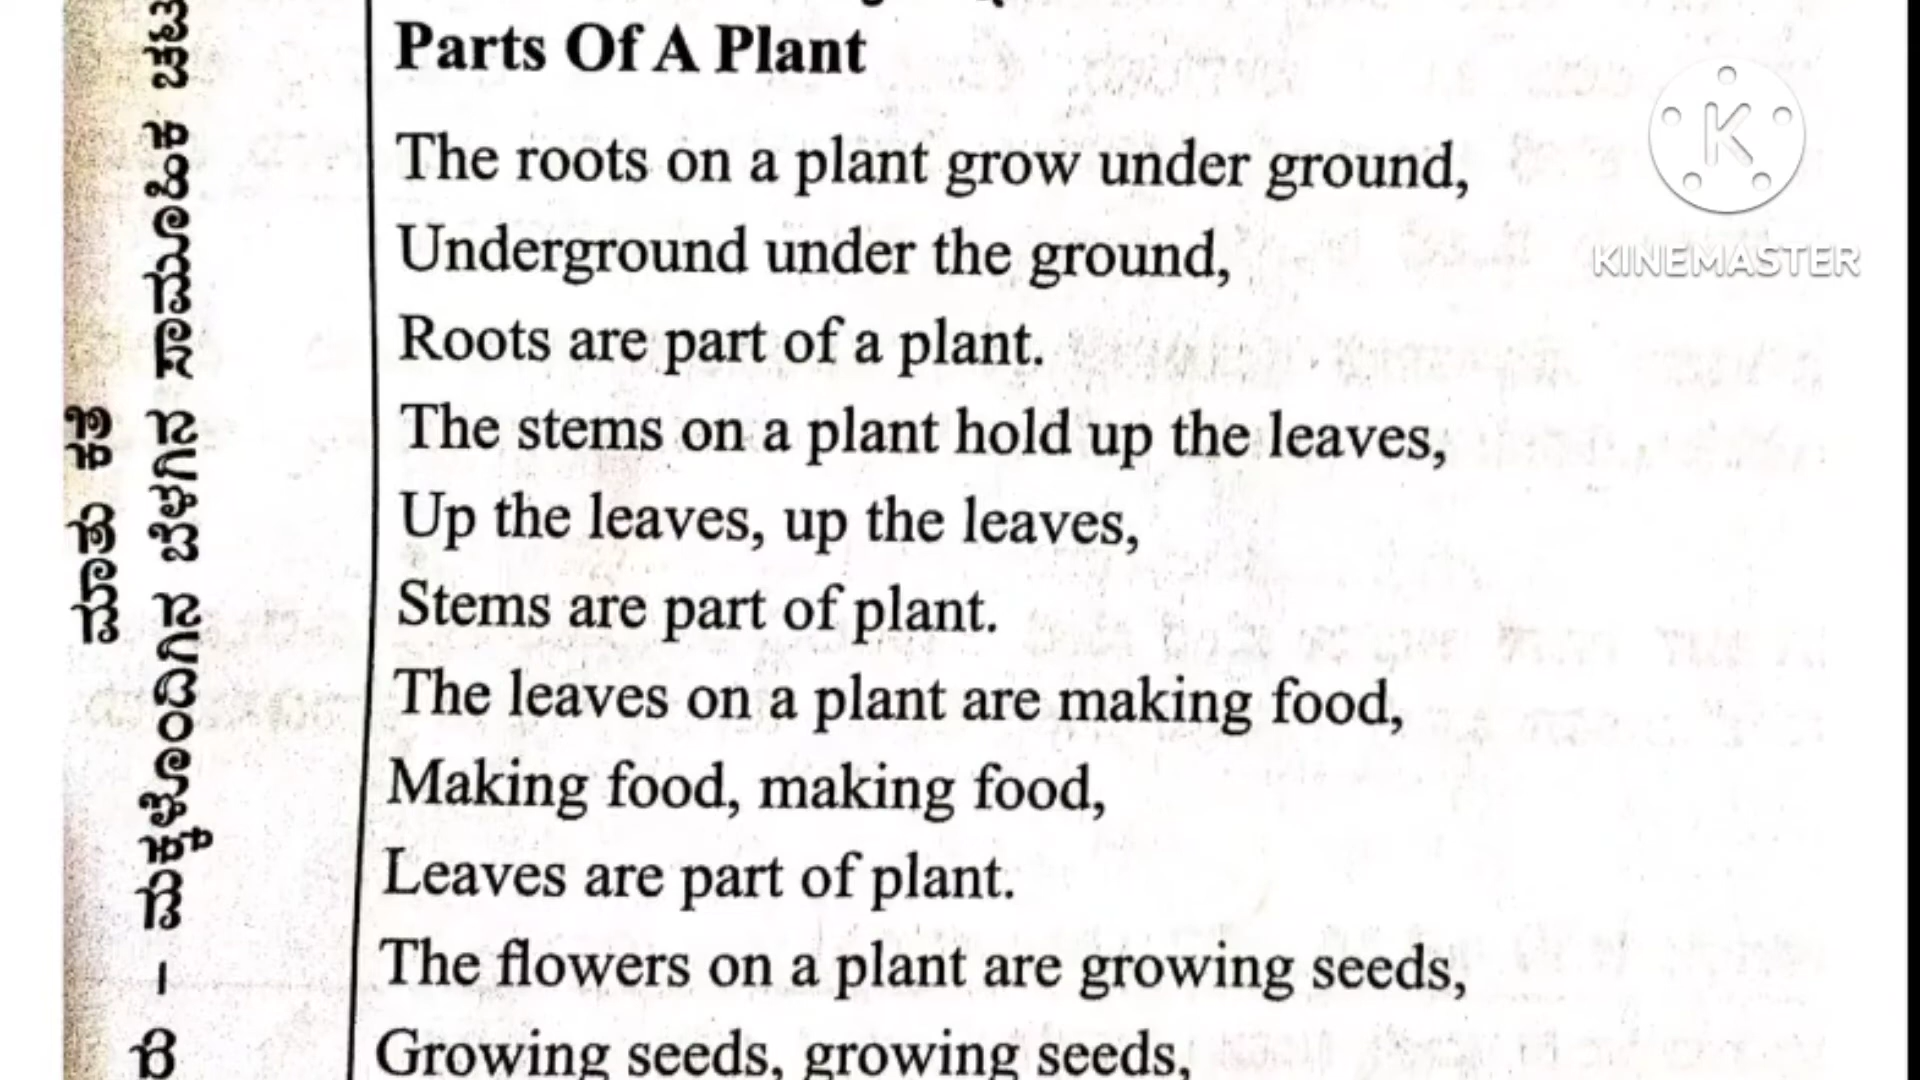 Parts Of A Plant
The roots on a plant grow under ground,
Underground under the ground,
Roots are part of a plant.
The stems on a plant hold up the leaves,
Up the leaves, up the leaves,
Stems are part of plant.
The leaves on a plant are making food,
Making food, making food,
Leaves are part of plant.
The flowers on a plant are growing seeds,
Growing seeds, growing seeds,
ಮಕ್ಕಳೊಂದಿಗಿನ ಬೆಳಗಿನ ಸಾಮೂಹಿಕ
ಮಾತು
K
KINEMASTER